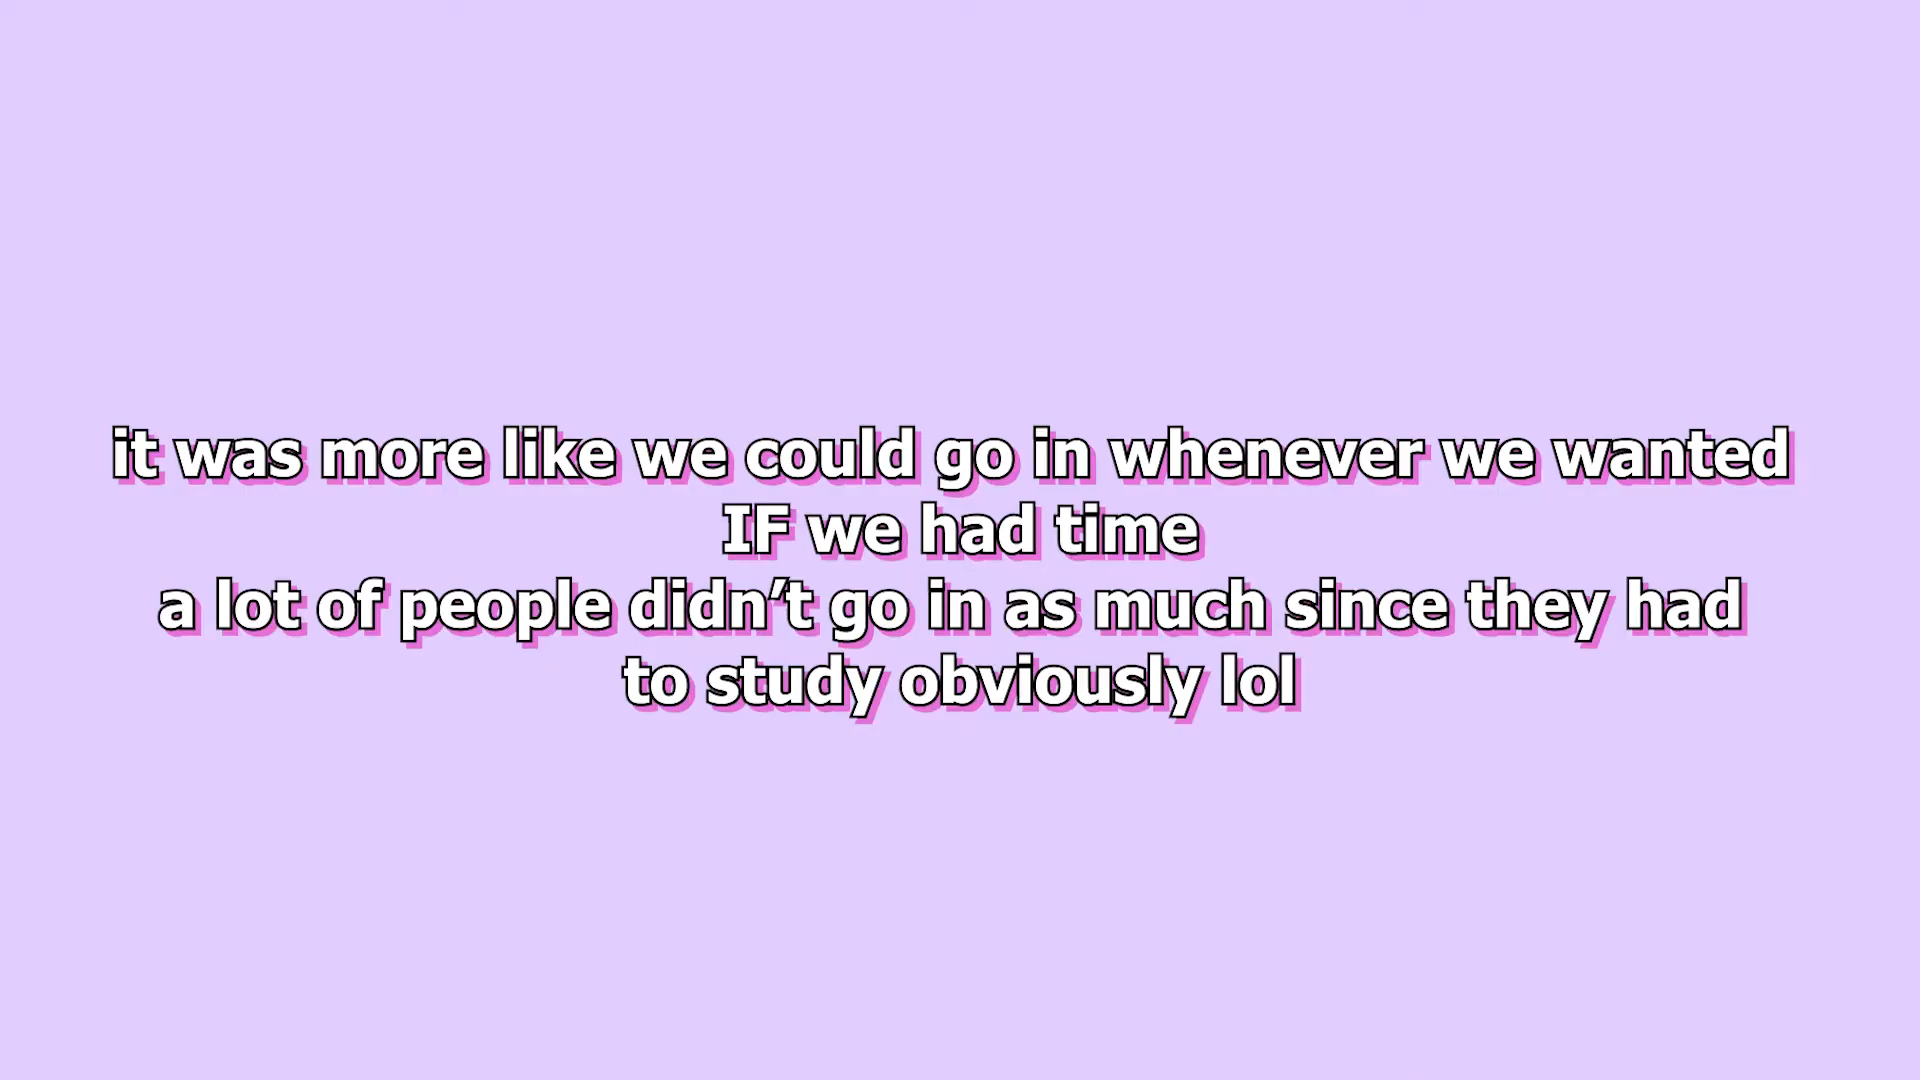 it was more like we could go in whenever we wanted
IF we had time
a lot of people didn’t go in as much since they had
to study obviously lol